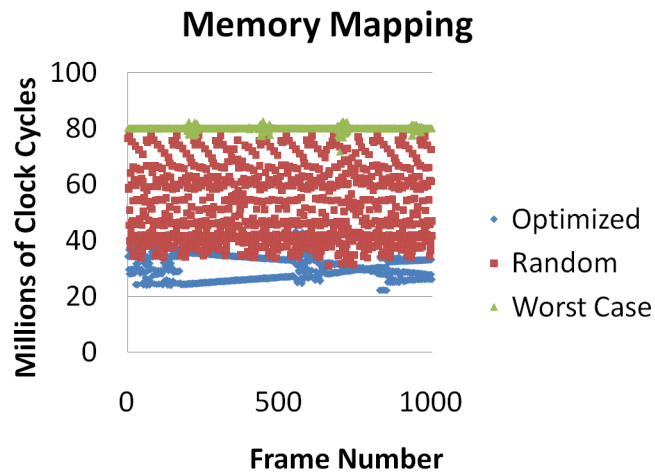 Memory Mapping
Millions of Clock Cycles
100
80
60
40
20
0
0
500
1000
Frame Number
Optimized
Random
Worst Case